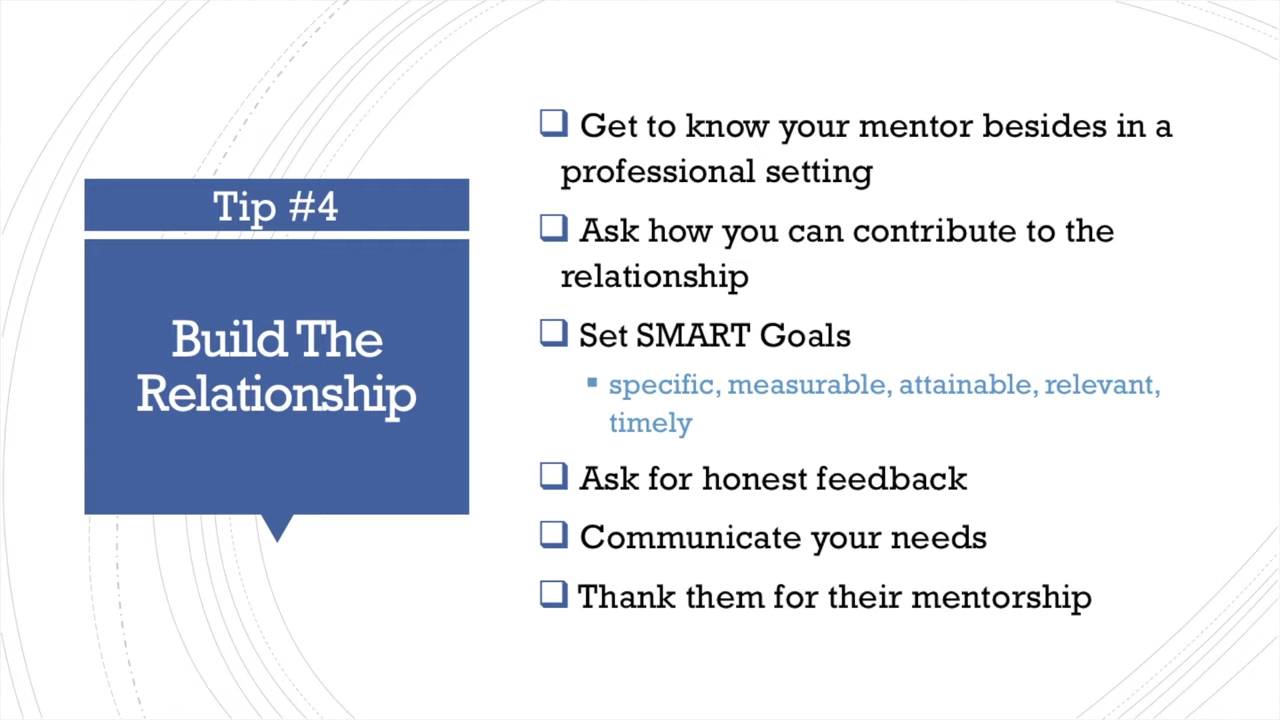 Tip #4
Build The
Relationship
Get to know your mentor besides in a
professional setting
Ask how you can contribute to the
relationship
Set SMART Goals
specific, measurable, attainable, relevant,
timely
Ask for honest feedback
Communicate your needs
Thank them for their mentorship